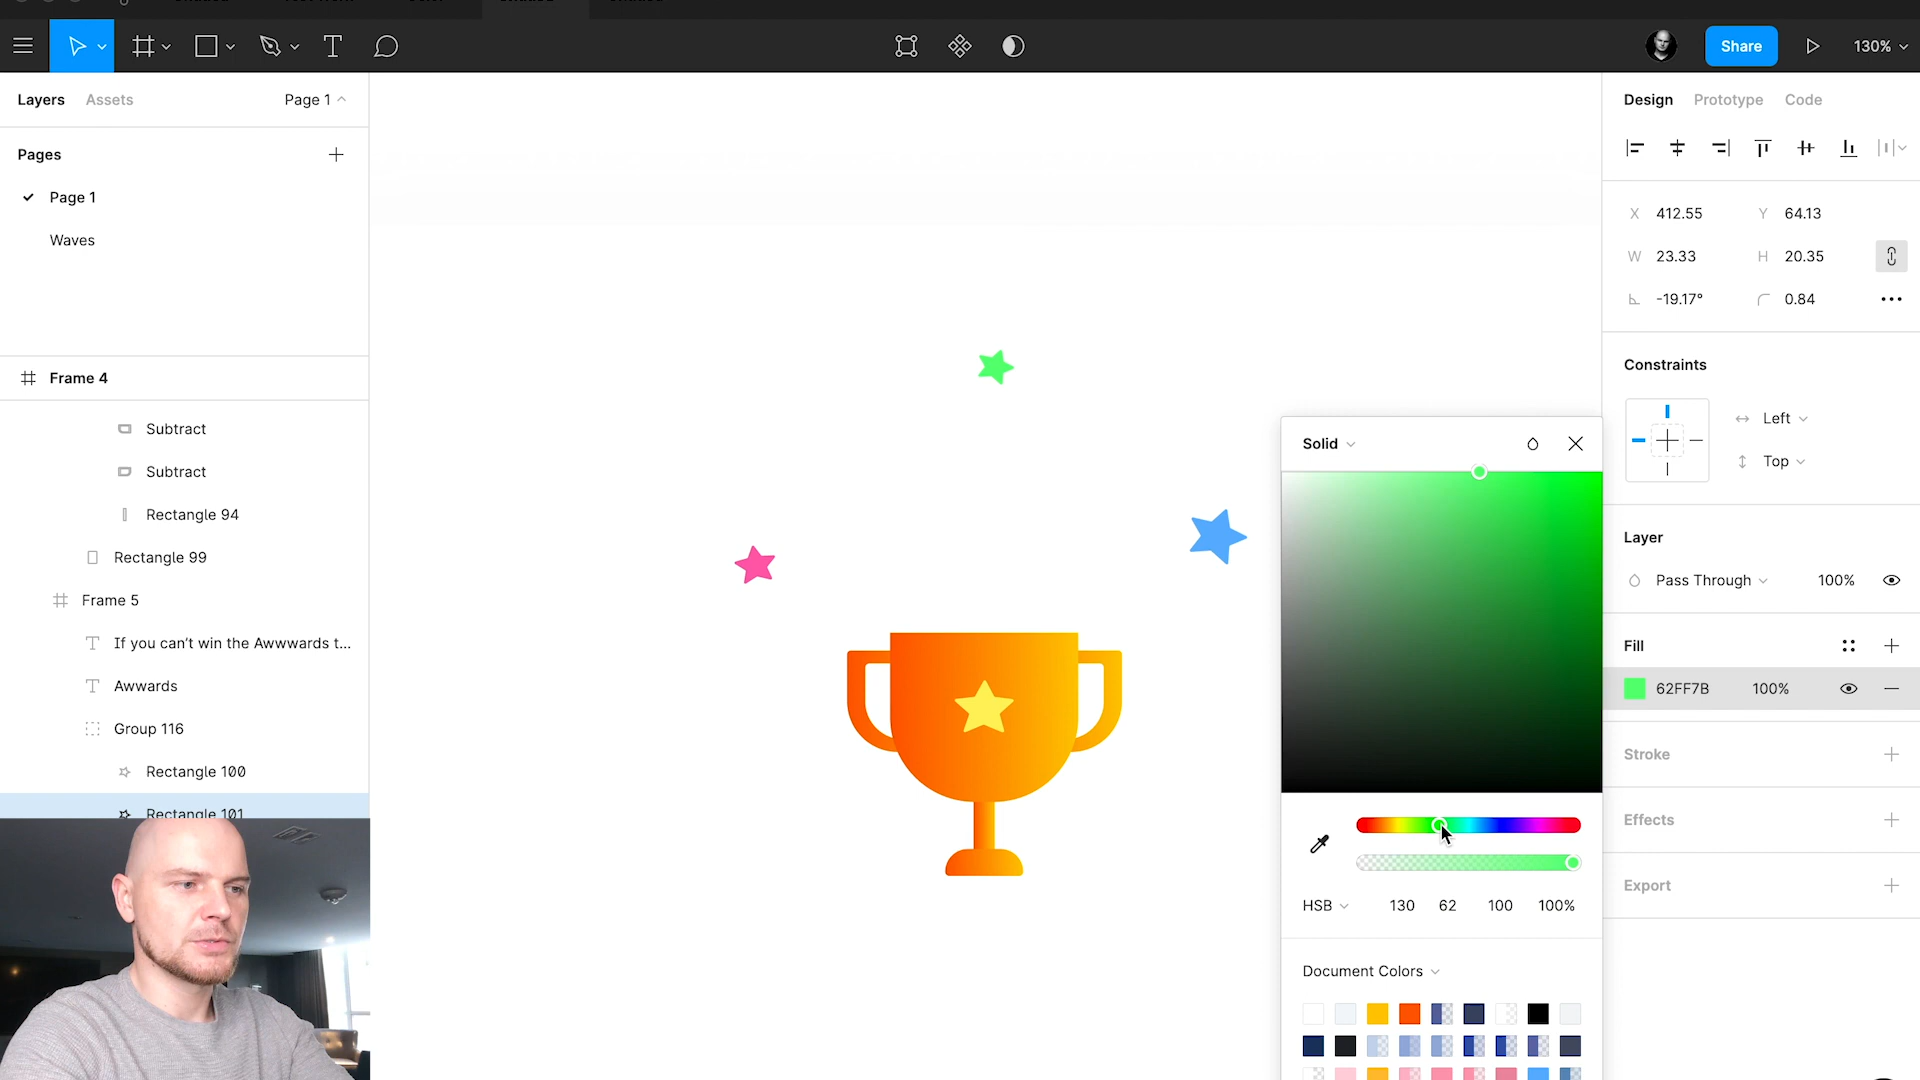 Share
130%
Layers
Assets
Page 1
Pages
Page 1
Waves
Frame 4
Subtract
Subtract
Rectangle 94
Rectangle 99
Frame 5
If you can't win the Awwwards t...
Awwards
Group 116
Rectangle 100
Rectangle 101
Solid
HSB
130
62
100
100%
Document Colors
Design
Prototype
Code
X 412.55
Y 64.13
W 23.33
H 20.35
-19.17°
0.84
Constraints
Left
Top
Layer
Pass Through
100%
Fill
62FF7B
100%
Stroke
Effects
Export